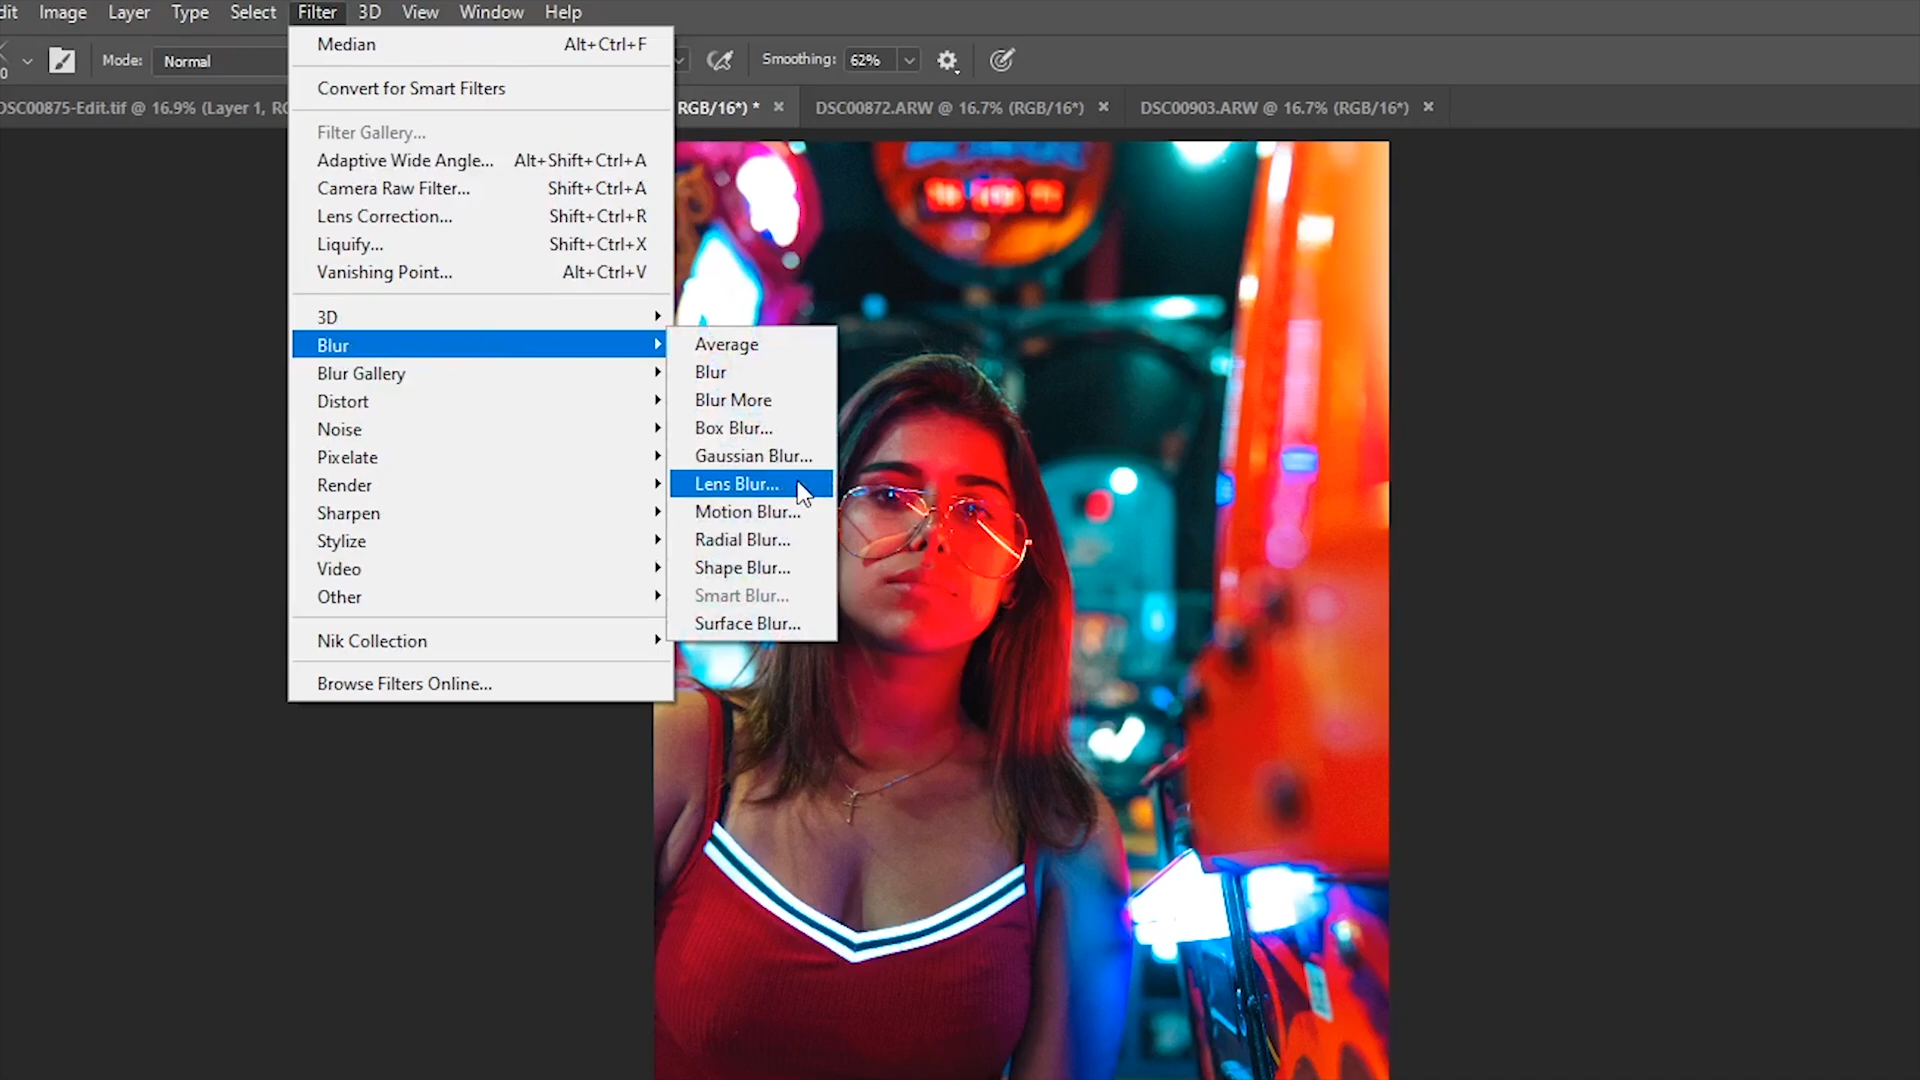 dit Image Layer Type Select Filter 3D View Window Help
0 Mode: Normal Smoothing: 62%
DSC00875-Edit.tif @ 16.9% (Layer 1, RG RGB/16*) * × DSC00872.ARW @ 16.7% (RGB/16*) × DSC00903.ARW @ 16.7% (RGB/16*) ×
Median Alt+Ctrl+F
Convert for Smart Filters
Filter Gallery...
Adaptive Wide Angle... Alt+Shift+Ctrl+A
Camera Raw Filter... Shift+Ctrl+A
Lens Correction... Shift+Ctrl+R
Liquify... Shift+Ctrl+X
Vanishing Point... Alt+Ctrl+V
3D
Blur
Blur Gallery
Distort
Noise
Pixelate
Render
Sharpen
Stylize
Video
Other
Nik Collection
Browse Filters Online...
Average
Blur
Blur More
Box Blur...
Gaussian Blur...
Lens Blur...
Motion Blur...
Radial Blur...
Shape Blur...
Smart Blur...
Surface Blur...